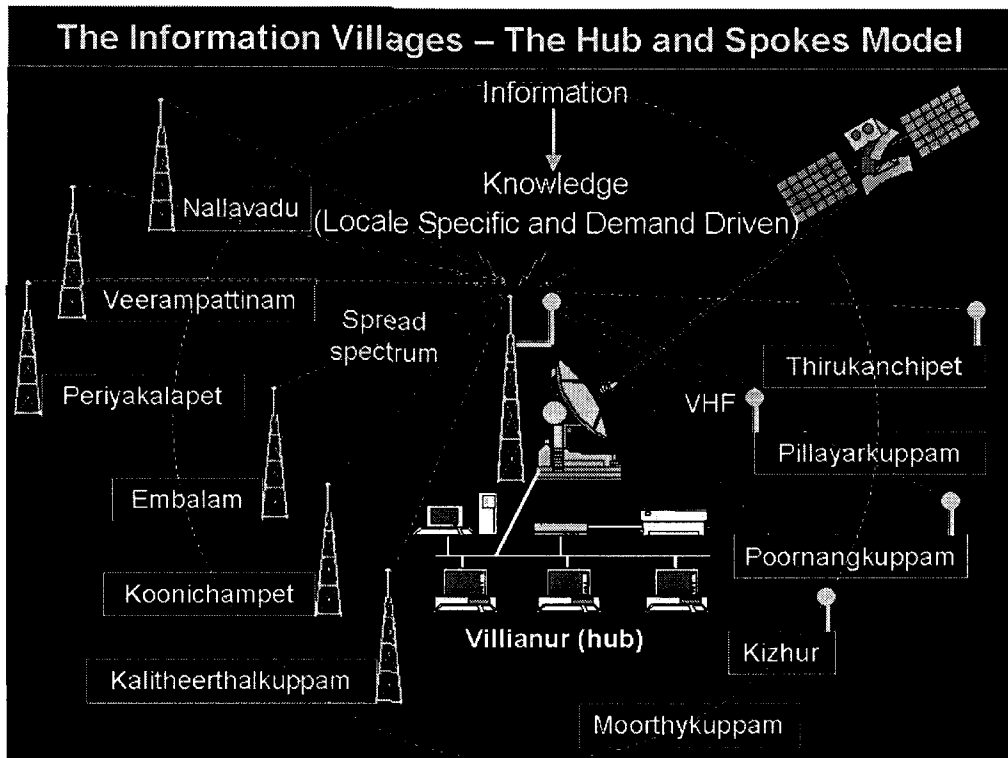 The Information Villages – The Hub and Spokes Model
Information
Knowledge
(Locale Specific and Demand Driven)
Nallavadu
Veerampattinam
Spread
spectrum
Periyakalapet
Embalam
Koonichampet
Kalitheerthalkuppam
Thirukanchipet
VHF
Pillayarkuppam
Poornangkuppam
Kizhur
Moorthykuppam
Villianur (hub)